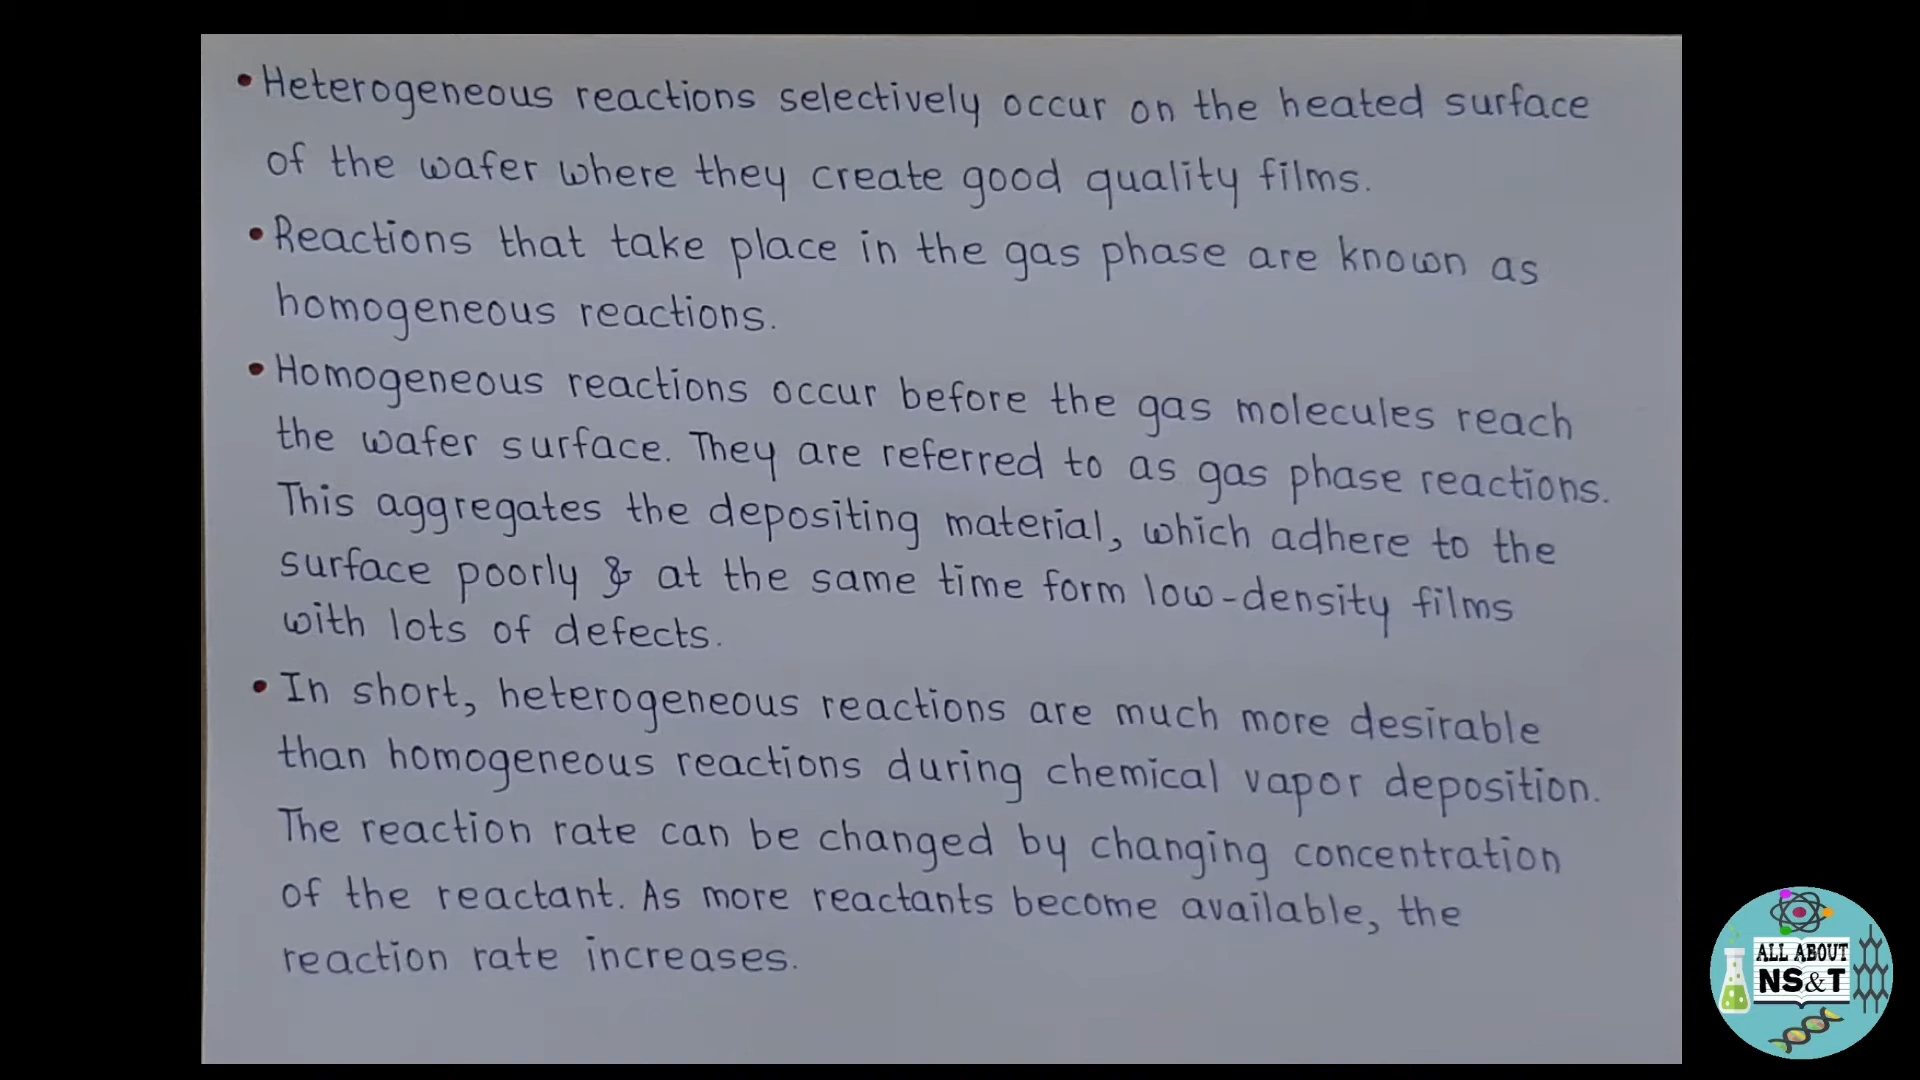 • Heterogeneous reactions selectively occur on the heated surface
of the wafer where they create good quality films.
• Reactions that take place in the gas phase are known as
homogeneous reactions.
• Homogeneous reactions occur before the gas molecules reach
the wafer surface. They are referred to as gas phase reactions.
This aggregates the depositing material, which adhere to the
surface poorly & at the same time form low-density films
with lots of defects.
• In short, heterogeneous reactions are much more desirable
than homogeneous reactions during chemical vapor deposition.
The reaction rate can be changed by changing concentration
of the reactant. As more reactants become available, the
reaction rate increases.
ALL ABOUT
NS&T